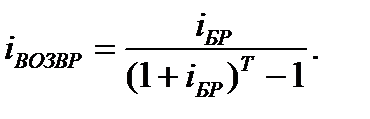 i_ВОЗВР = i_БР / ((1 + i_БР)^T − 1).